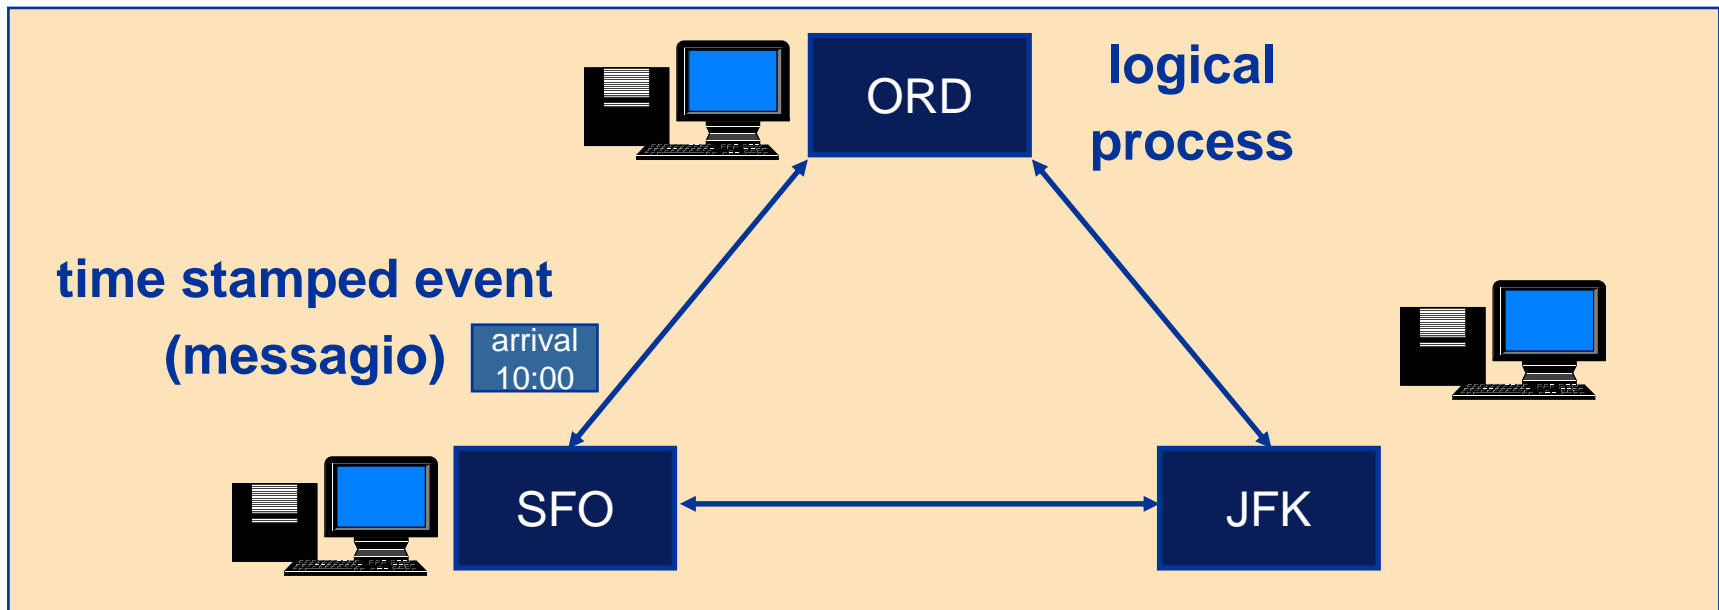 ORD
logical
process
time stamped event
(messagio)
arrival
10:00
SFO
JFK